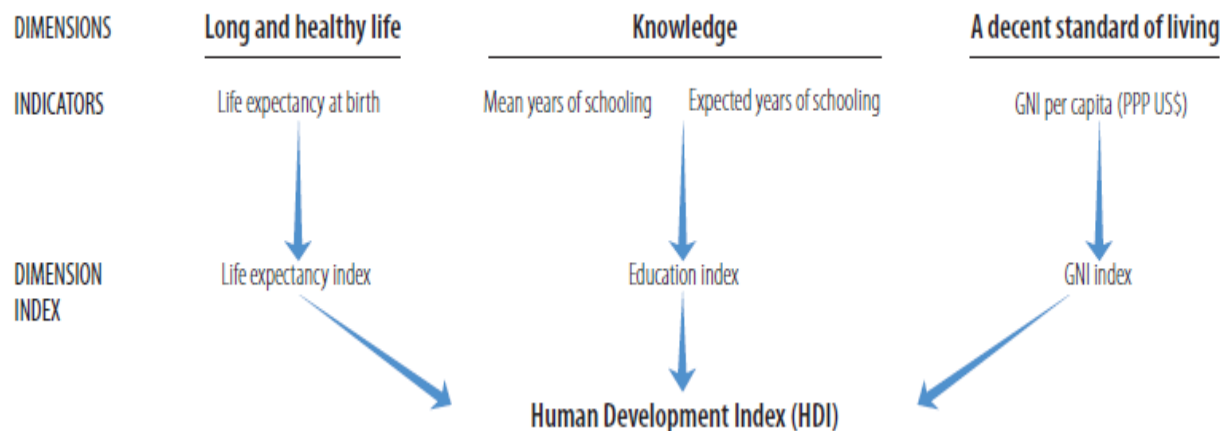 DIMENSIONS Long and healthy life Knowledge A decent standard of living
INDICATORS Life expectancy at birth Mean years of schooling Expected years of schooling GNI per capita (PPP US$)
DIMENSION Life expectancy index Education index GNI index
INDEX
Human Development Index (HDI)